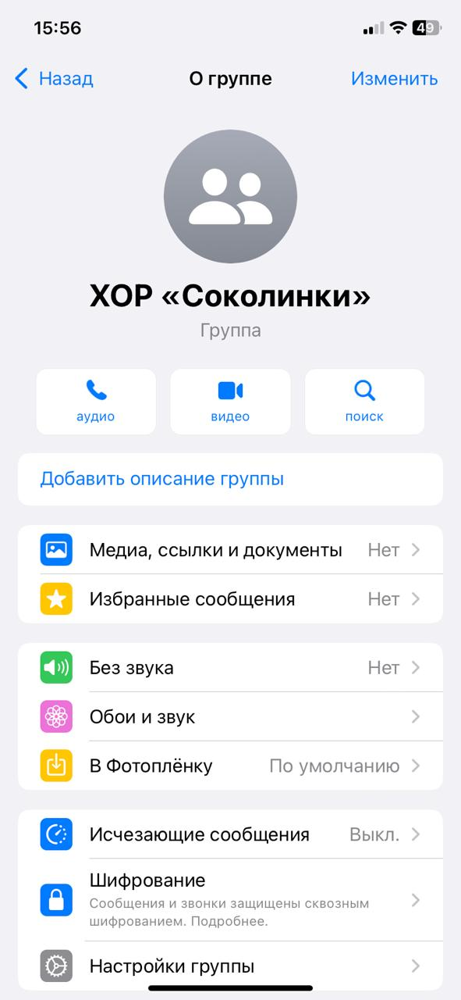 15:56
49
Назад
О группе
Изменить
ХОР «Соколинки»
Группа
аудио
видео
поиск
Добавить описание группы
Медиа, ссылки и документы
Нет
Избранные сообщения
Нет
Без звука
Нет
Обои и звук
В Фотоплёнку
По умолчанию
Исчезающие сообщения
Выкл.
Шифрование
Сообщения и звонки защищены сквозным
шифрованием. Подробнее.
Настройки группы